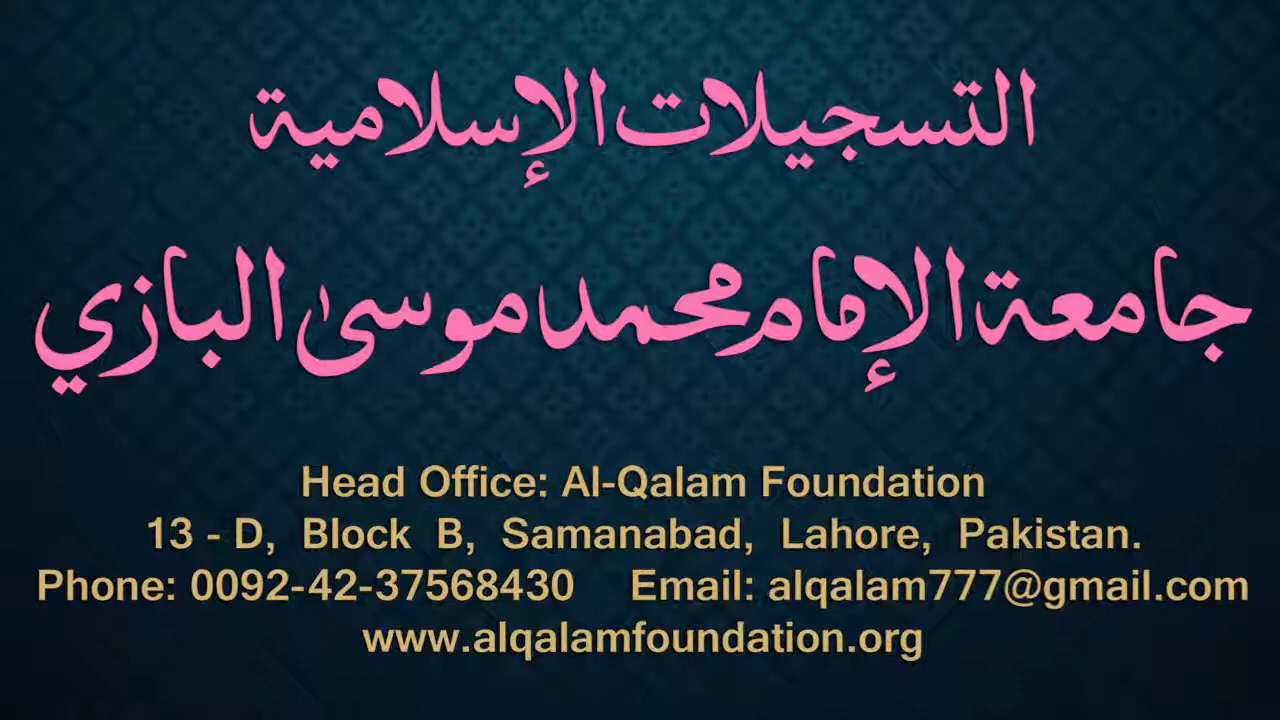 التسجيلات الإسلامية
جامعة الإمام محمد موسىٰ البازي
Head Office: Al-Qalam Foundation
13 - D, Block B, Samanabad, Lahore, Pakistan.
Phone: 0092-42-37568430 Email: alqalam777@gmail.com
www.alqalamfoundation.org